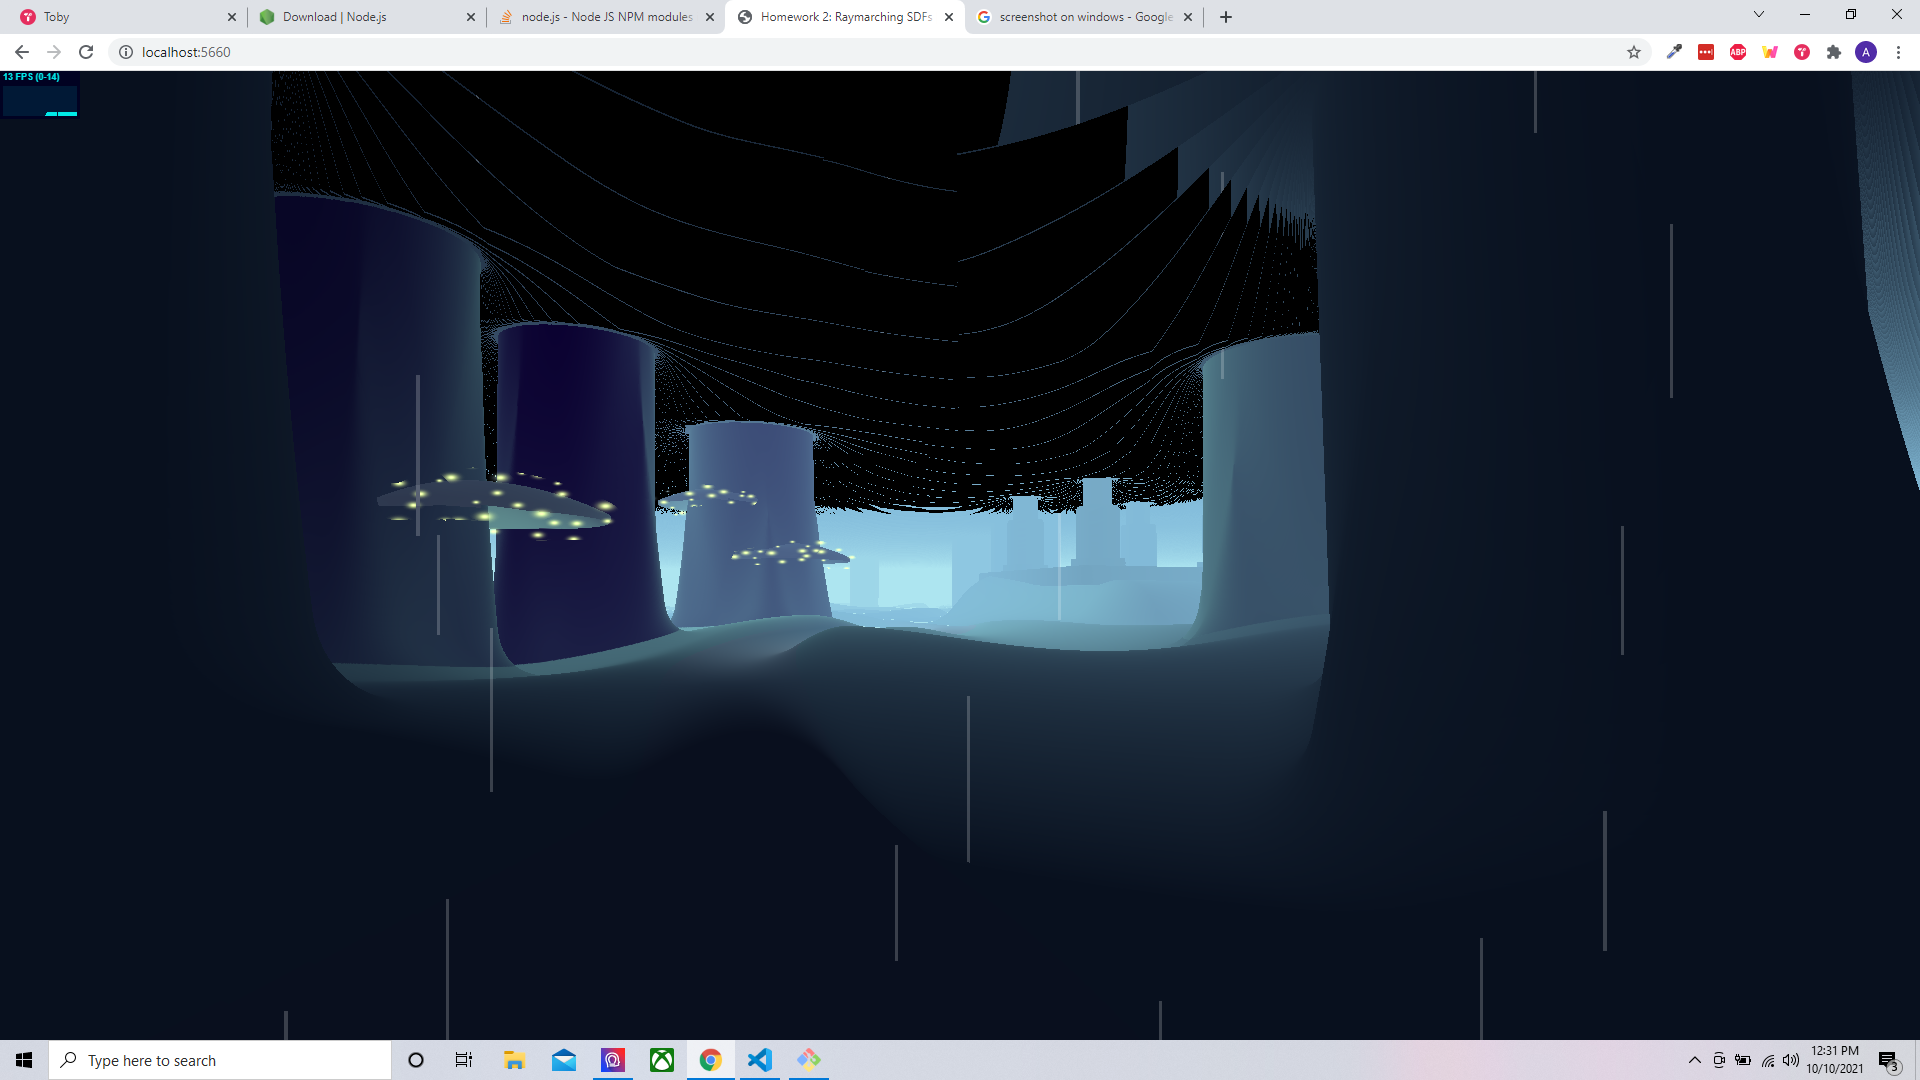 Toby
Download | Node.js
node.js - Node JS NPM modules
Homework 2: Raymarching SDFs
screenshot on windows - Google
localhost:5660
ABP
A
13 FPS (0-14)
Type here to search
12:31 PM
10/10/2021
3